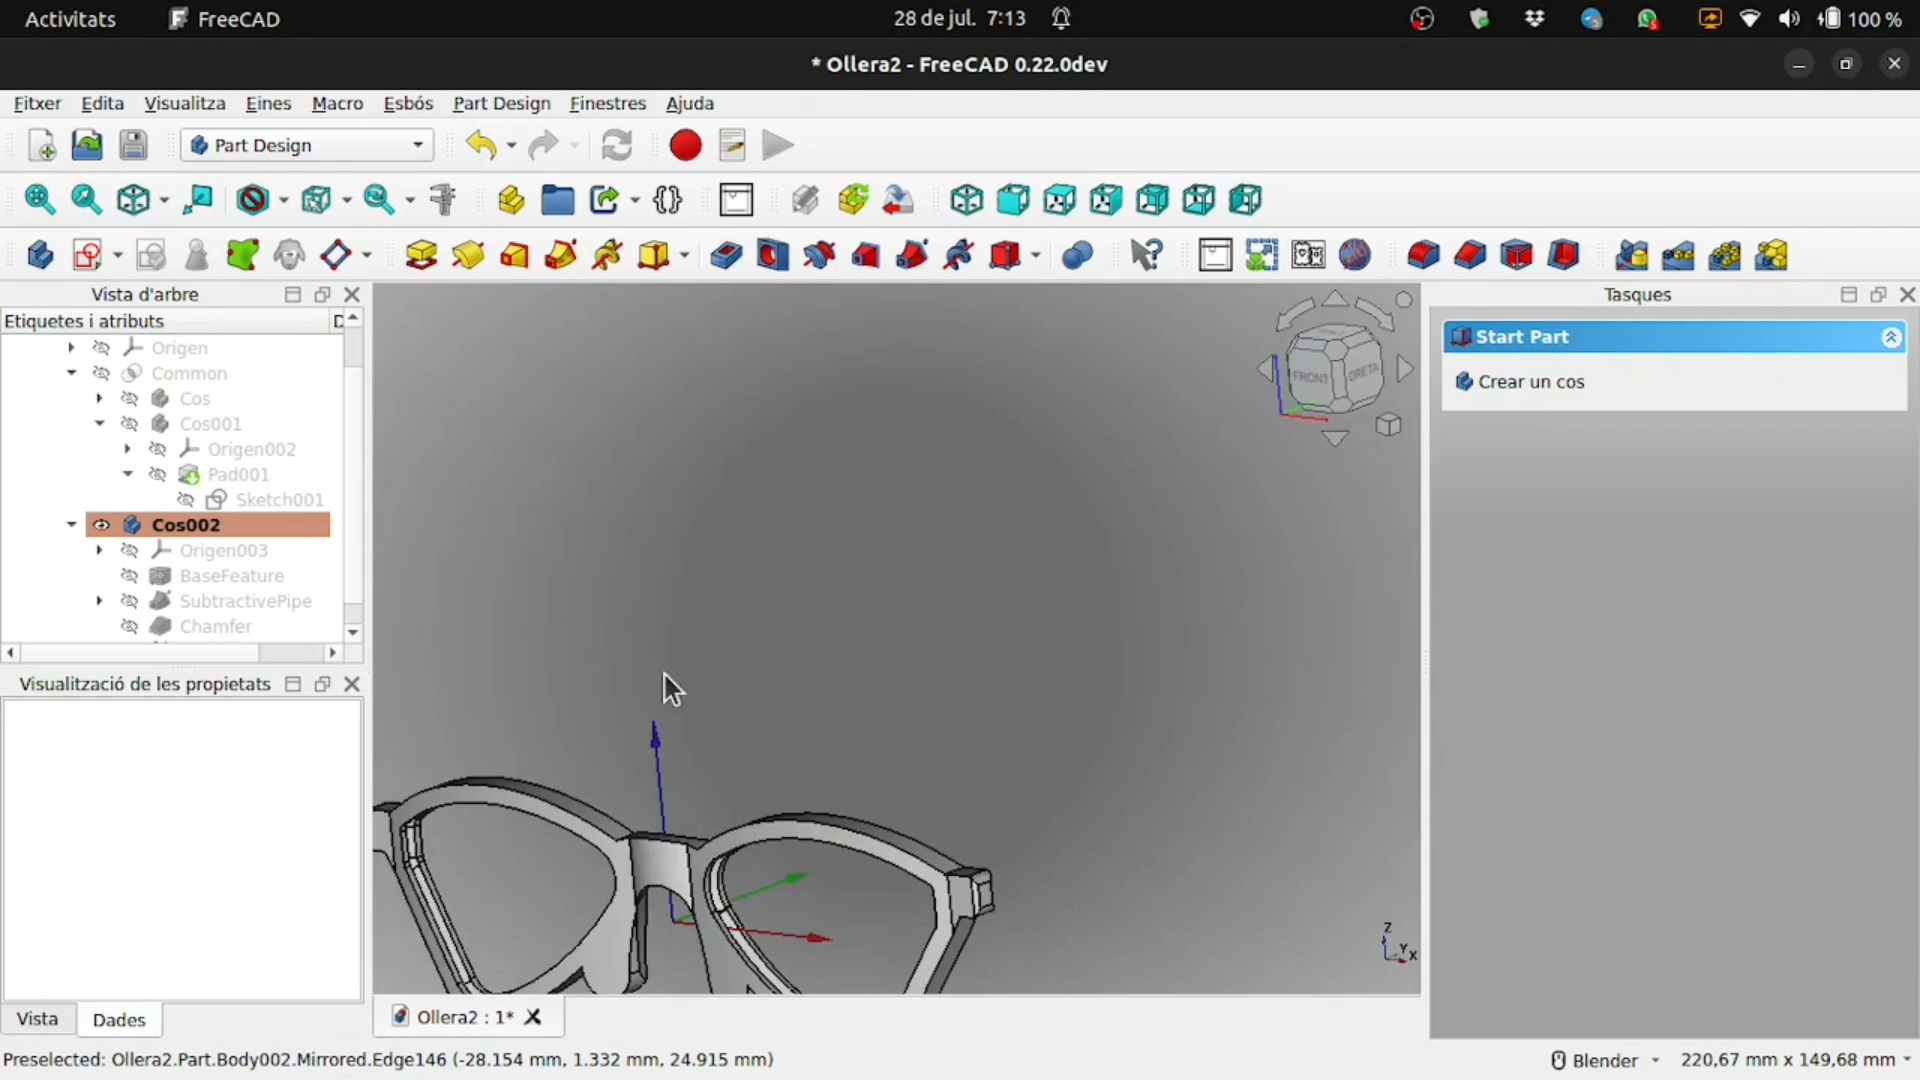 Activitats
FreeCAD
28 de jul. 7:13
100 %
* Ollera2 - FreeCAD 0.22.0dev
Fitxer Edita Visualitza Eines Macro Esbós Part Design Finestres Ajuda
Part Design
Vista d'arbre
Etiquetes i atributs
D
Origen
Common
Cos
Cos001
Origen002
Pad001
Sketch001
Cos002
Origen003
BaseFeature
SubtractivePipe
Chamfer
Visualització de les propietats
Vista
Dades
FRONT
DRETA
Z
Y
X
Ollera2 : 1*
Tasques
Start Part
Crear un cos
Preselected: Ollera2.Part.Body002.Mirrored.Edge146 (-28.154 mm, 1.332 mm, 24.915 mm)
Blender
220,67 mm x 149,68 mm